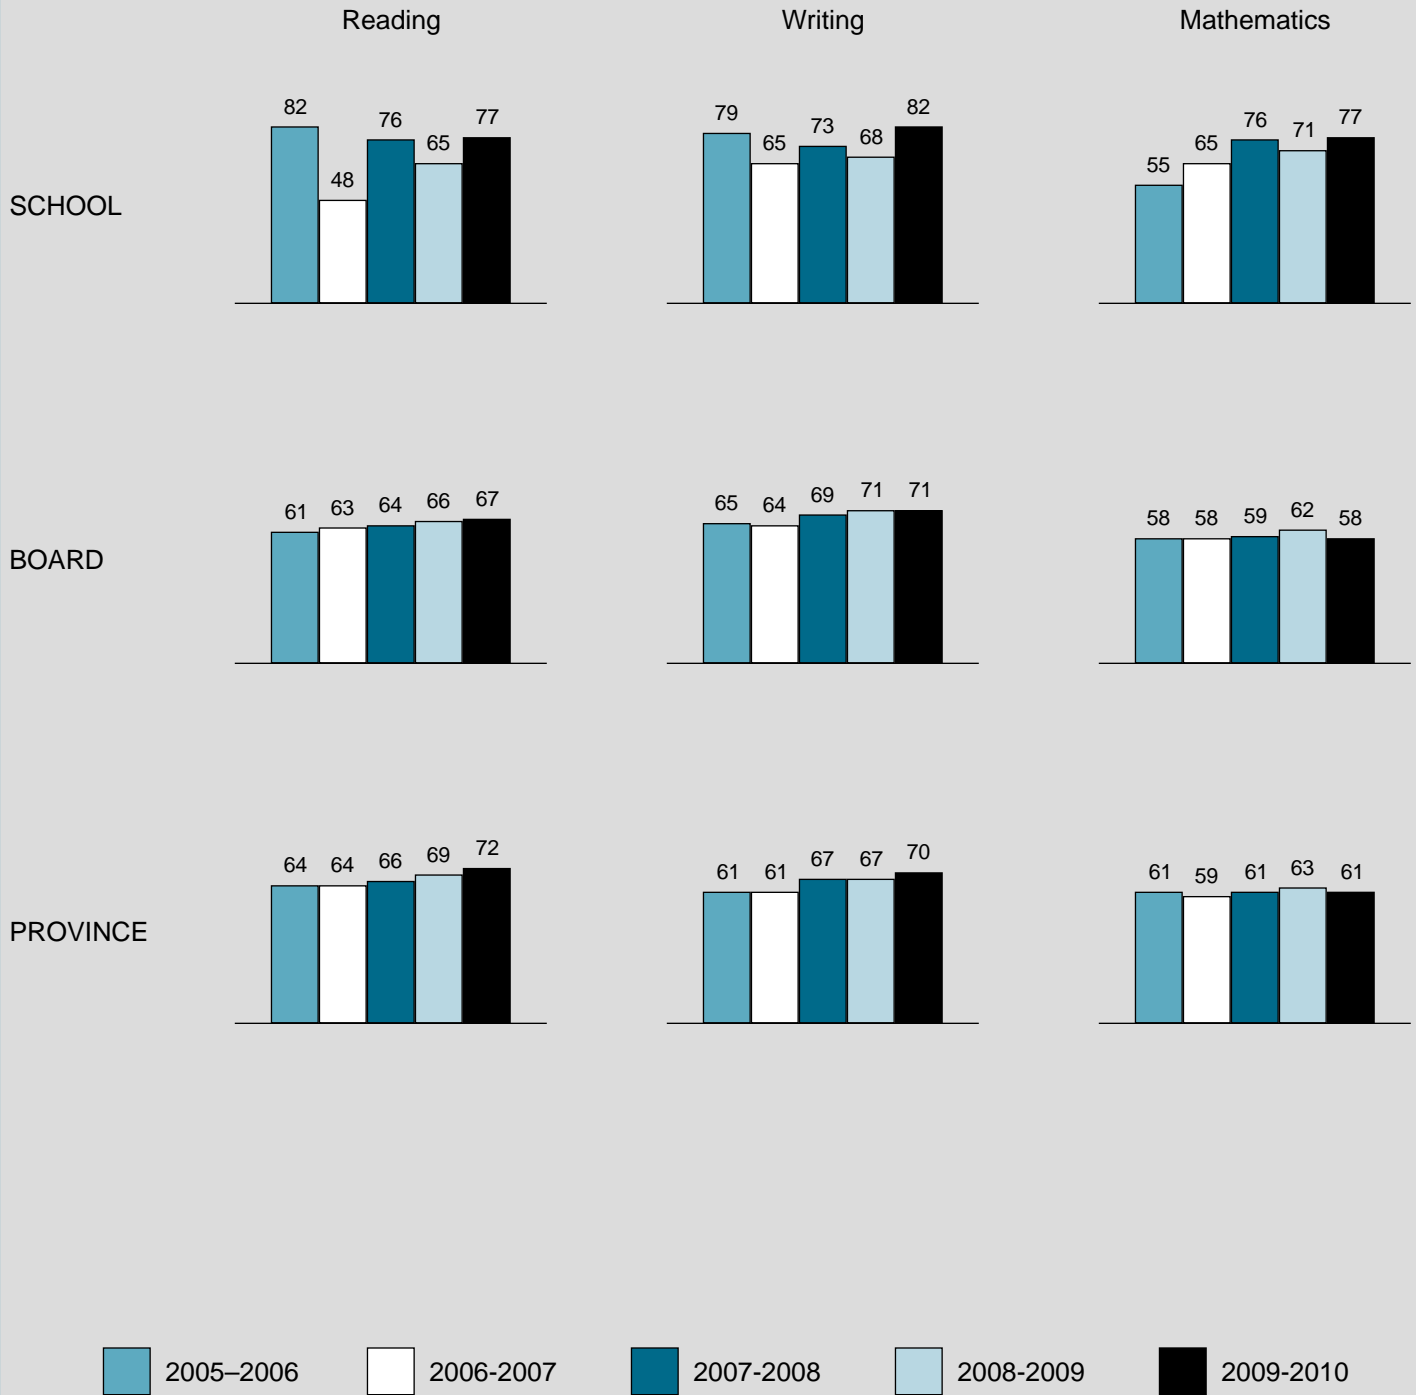 Reading Writing Mathematics
82 48 76 65 77 79 65 73 68 82 55 65 76 71 77
SCHOOL
61 63 64 66 67 65 64 69 71 71 58 58 59 62 58
BOARD
64 64 66 69 72 61 61 67 67 70 61 59 61 63 61
PROVINCE
2005–2006 2006-2007 2007-2008 2008-2009 2009-2010